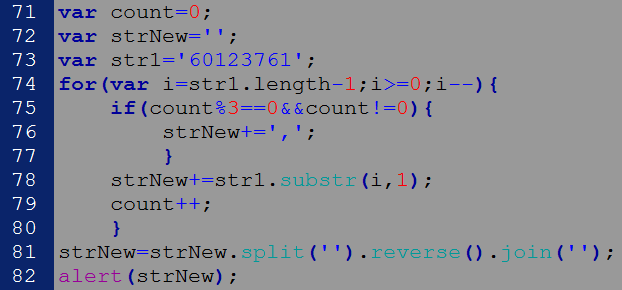 71 var count=0;
72 var strNew='';
73 var str1='60123761';
74 for(var i=str1.length-1;i>=0;i--){
75     if(count%3==0&&count!=0){
76         strNew+=',';
77         }
78     strNew+=str1.substr(i,1);
79     count++;
80     }
81 strNew=strNew.split('').reverse().join('');
82 alert(strNew);